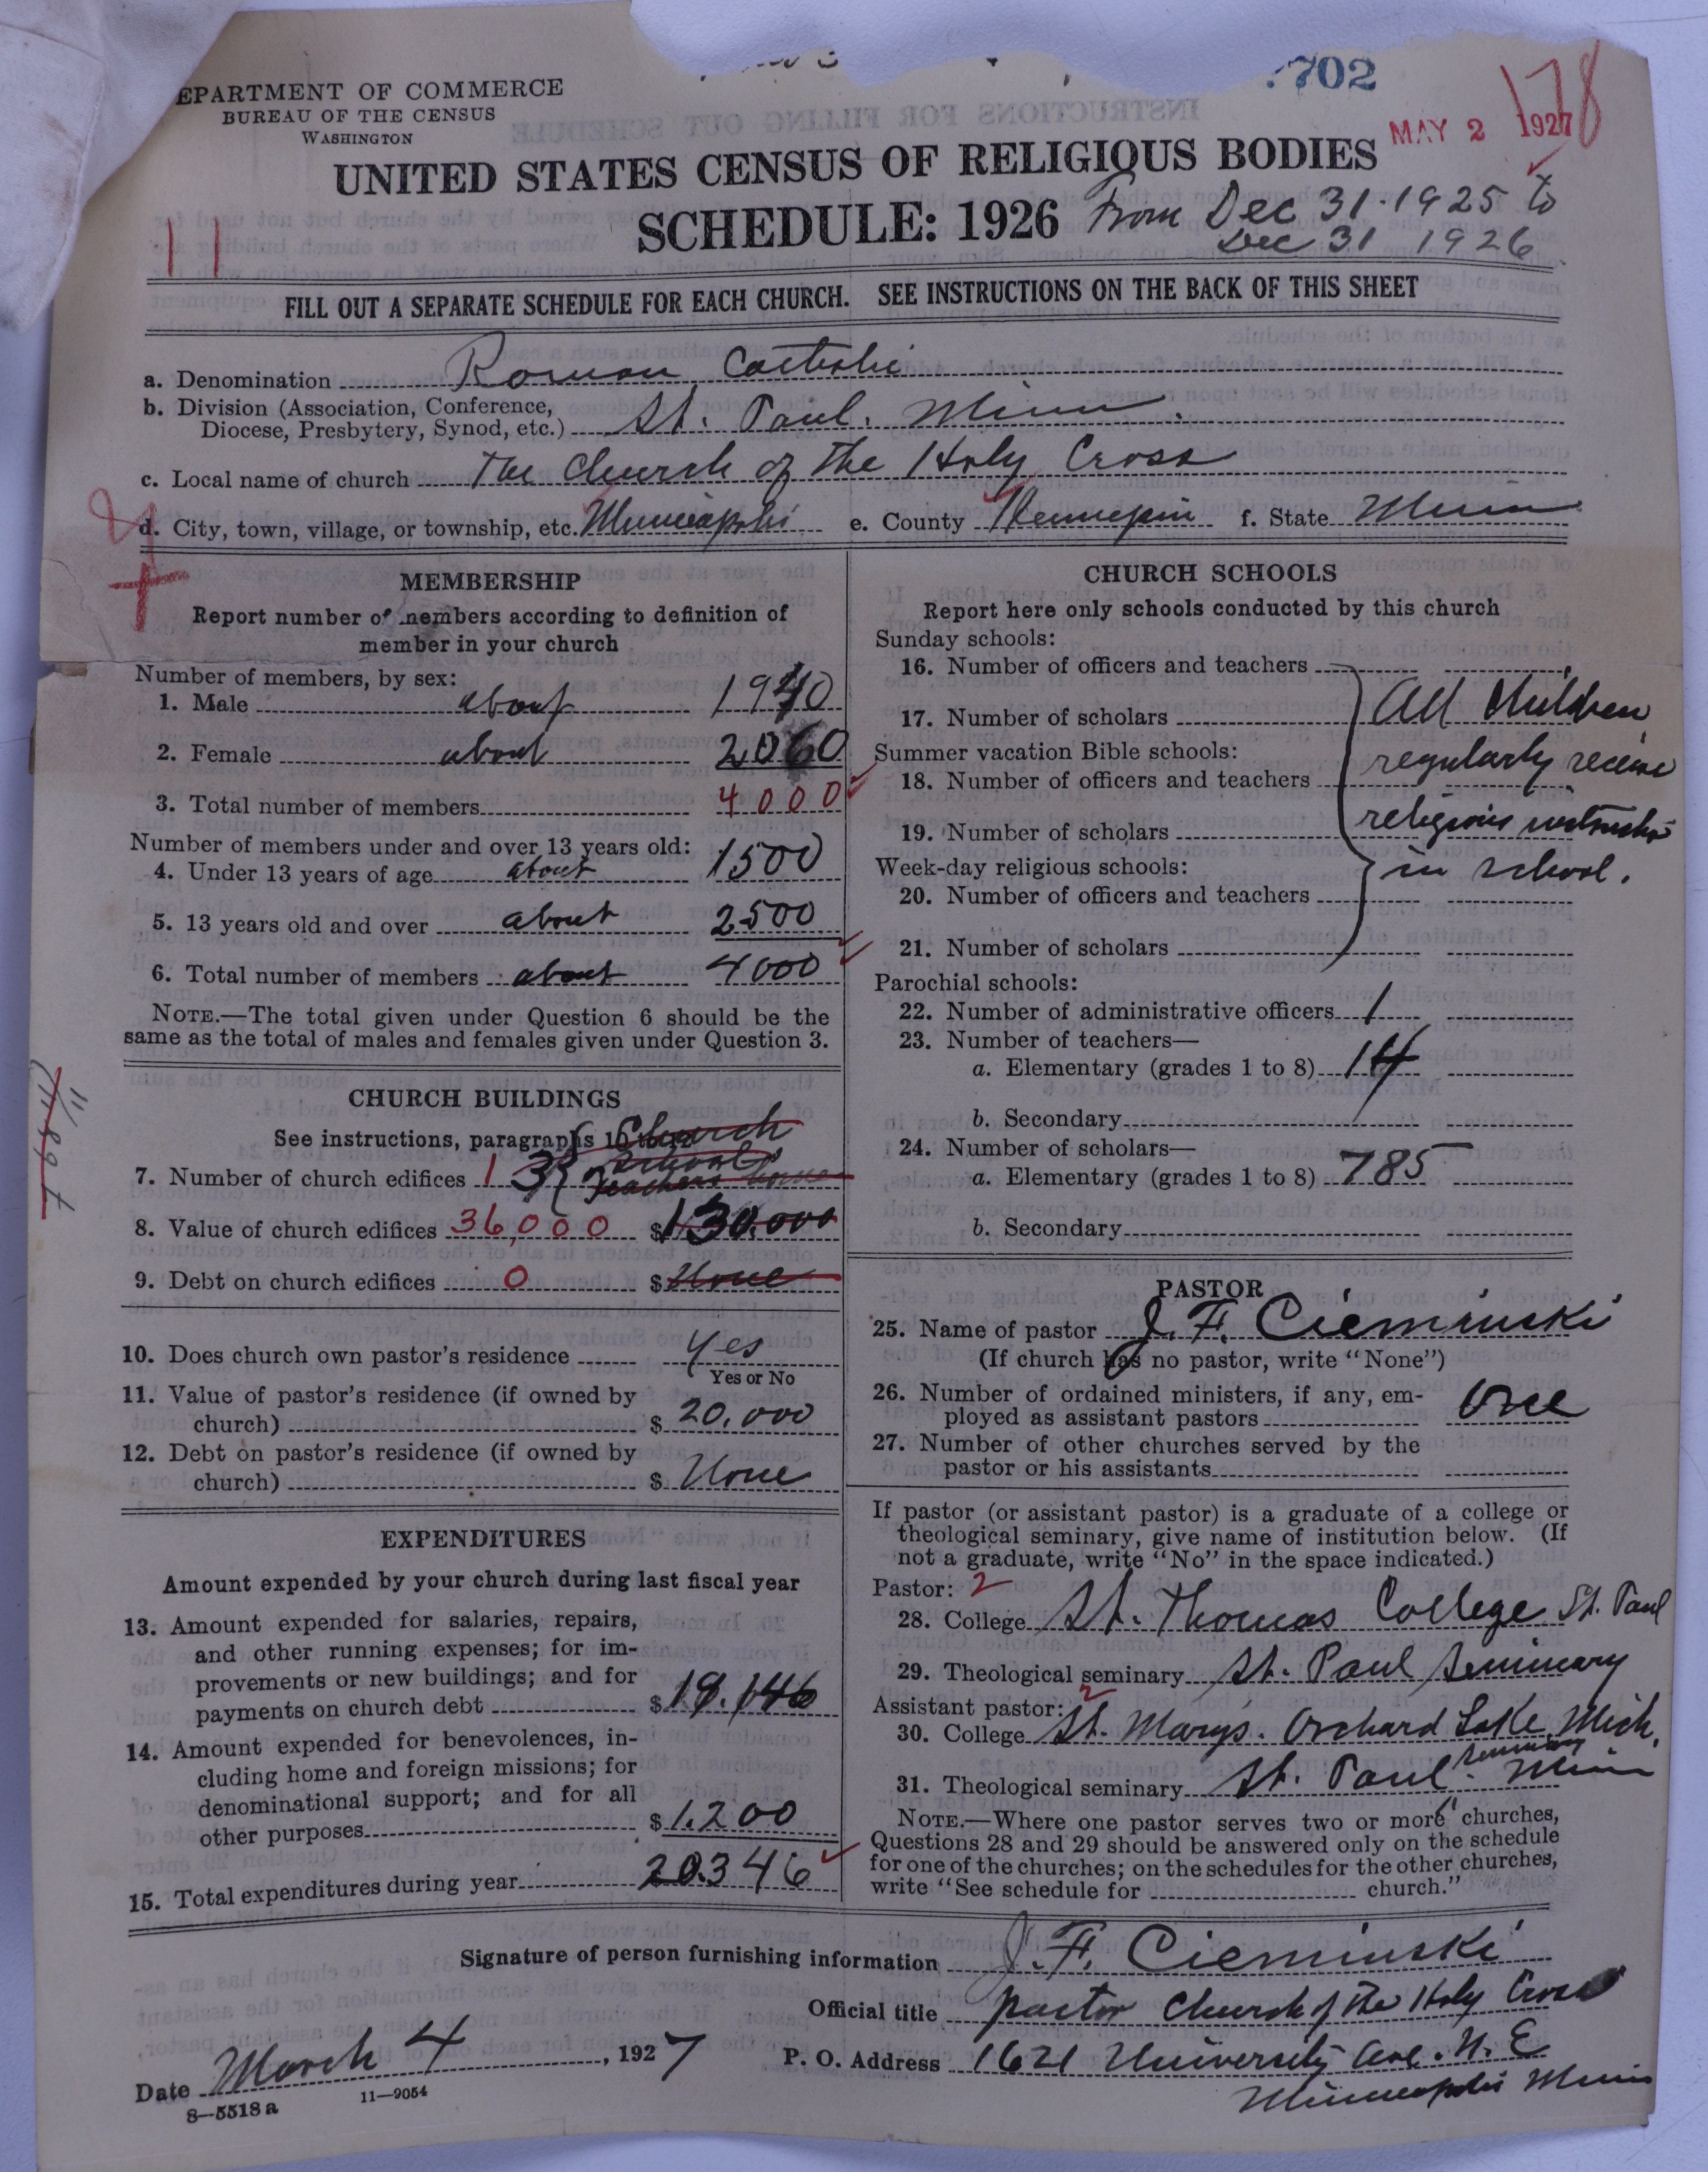 702
178
EPARTMENT OF COMMERCE
BUREAU OF THE CENSUS
WASHINGTON
MAY 2 1927
UNITED STATES CENSUS OF RELIGIOUS BODIES
SCHEDULE: 1926 From Dec 31-1925 to
Dec 31 1926
11
FILL OUT A SEPARATE SCHEDULE FOR EACH CHURCH. SEE INSTRUCTIONS ON THE BACK OF THIS SHEET
a. Denomination Roman Catholic
b. Division (Association, Conference,
Diocese, Presbytery, Synod, etc.) St. Paul. Minn.
c. Local name of church The Church of The Holy Cross
d. City, town, village, or township, etc. Minneapolis e. County Hennepin f. State Minn
MEMBERSHIP
Report number of members according to definition of
member in your church
Number of members, by sex:
1. Male about 1940
2. Female about 2060
3. Total number of members 4000
Number of members under and over 13 years old:
4. Under 13 years of age about 1500
5. 13 years old and over about 2500
6. Total number of members about 4000
NOTE.—The total given under Question 6 should be the
same as the total of males and females given under Question 3.
CHURCH BUILDINGS
See instructions, paragraphs 10
7. Number of church edifices 1 3 { Church
School
Teachers home
8. Value of church edifices 36,000 $130.000
9. Debt on church edifices 0 $None
10. Does church own pastor's residence Yes
Yes or No
11. Value of pastor's residence (if owned by
church) $20.000
12. Debt on pastor's residence (if owned by
church) $None
EXPENDITURES
Amount expended by your church during last fiscal year
13. Amount expended for salaries, repairs,
and other running expenses; for im-
provements or new buildings; and for
payments on church debt $19.146
14. Amount expended for benevolences, in-
cluding home and foreign missions; for
denominational support; and for all
other purposes $1.200
15. Total expenditures during year 20.346
CHURCH SCHOOLS
Report here only schools conducted by this church
Sunday schools:
16. Number of officers and teachers
17. Number of scholars All children
Summer vacation Bible schools: regularly receive
18. Number of officers and teachers
19. Number of scholars religious
Week-day religious schools: in school.
20. Number of officers and teachers
21. Number of scholars
Parochial schools:
22. Number of administrative officers 1
23. Number of teachers—
a. Elementary (grades 1 to 8) 14
b. Secondary
24. Number of scholars—
a. Elementary (grades 1 to 8) 785
b. Secondary
PASTOR
25. Name of pastor J. F. Cieminski
(If church has no pastor, write "None")
26. Number of ordained ministers, if any, em-
ployed as assistant pastors One
27. Number of other churches served by the
pastor or his assistants
If pastor (or assistant pastor) is a graduate of a college or
theological seminary, give name of institution below. (If
not a graduate, write "No" in the space indicated.)
Pastor: 2
28. College St. Thomas College St. Paul
29. Theological seminary St. Paul Seminary
Assistant pastor: 2
30. College St. Marys. Orchard Lake Mich.
31. Theological seminary St. Paul Seminary Minn
NOTE.—Where one pastor serves two or more churches,
Questions 28 and 29 should be answered only on the schedule
for one of the churches; on the schedules for the other churches,
write "See schedule for church."
Signature of person furnishing information J. F. Cieminski
Official title pastor Church of The Holy Cross
Date March 4, 1927 P. O. Address 1621 University Ave. N. E
Minneapolis Minn
8—5518 a 11—9054